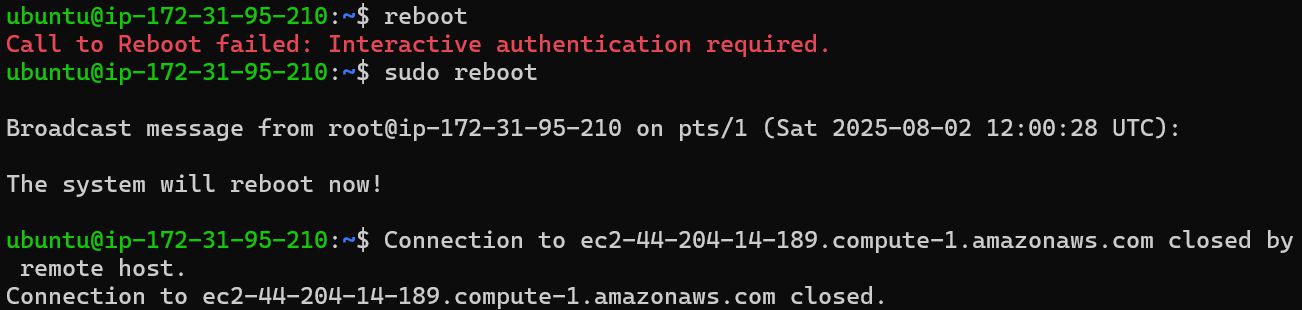 ubuntu@ip-172-31-95-210:~$ reboot
Call to Reboot failed: Interactive authentication required.
ubuntu@ip-172-31-95-210:~$ sudo reboot
Broadcast message from root@ip-172-31-95-210 on pts/1 (Sat 2025-08-02 12:00:28 UTC):
The system will reboot now!
ubuntu@ip-172-31-95-210:~$ Connection to ec2-44-204-14-189.compute-1.amazonaws.com closed by
 remote host.
Connection to ec2-44-204-14-189.compute-1.amazonaws.com closed.